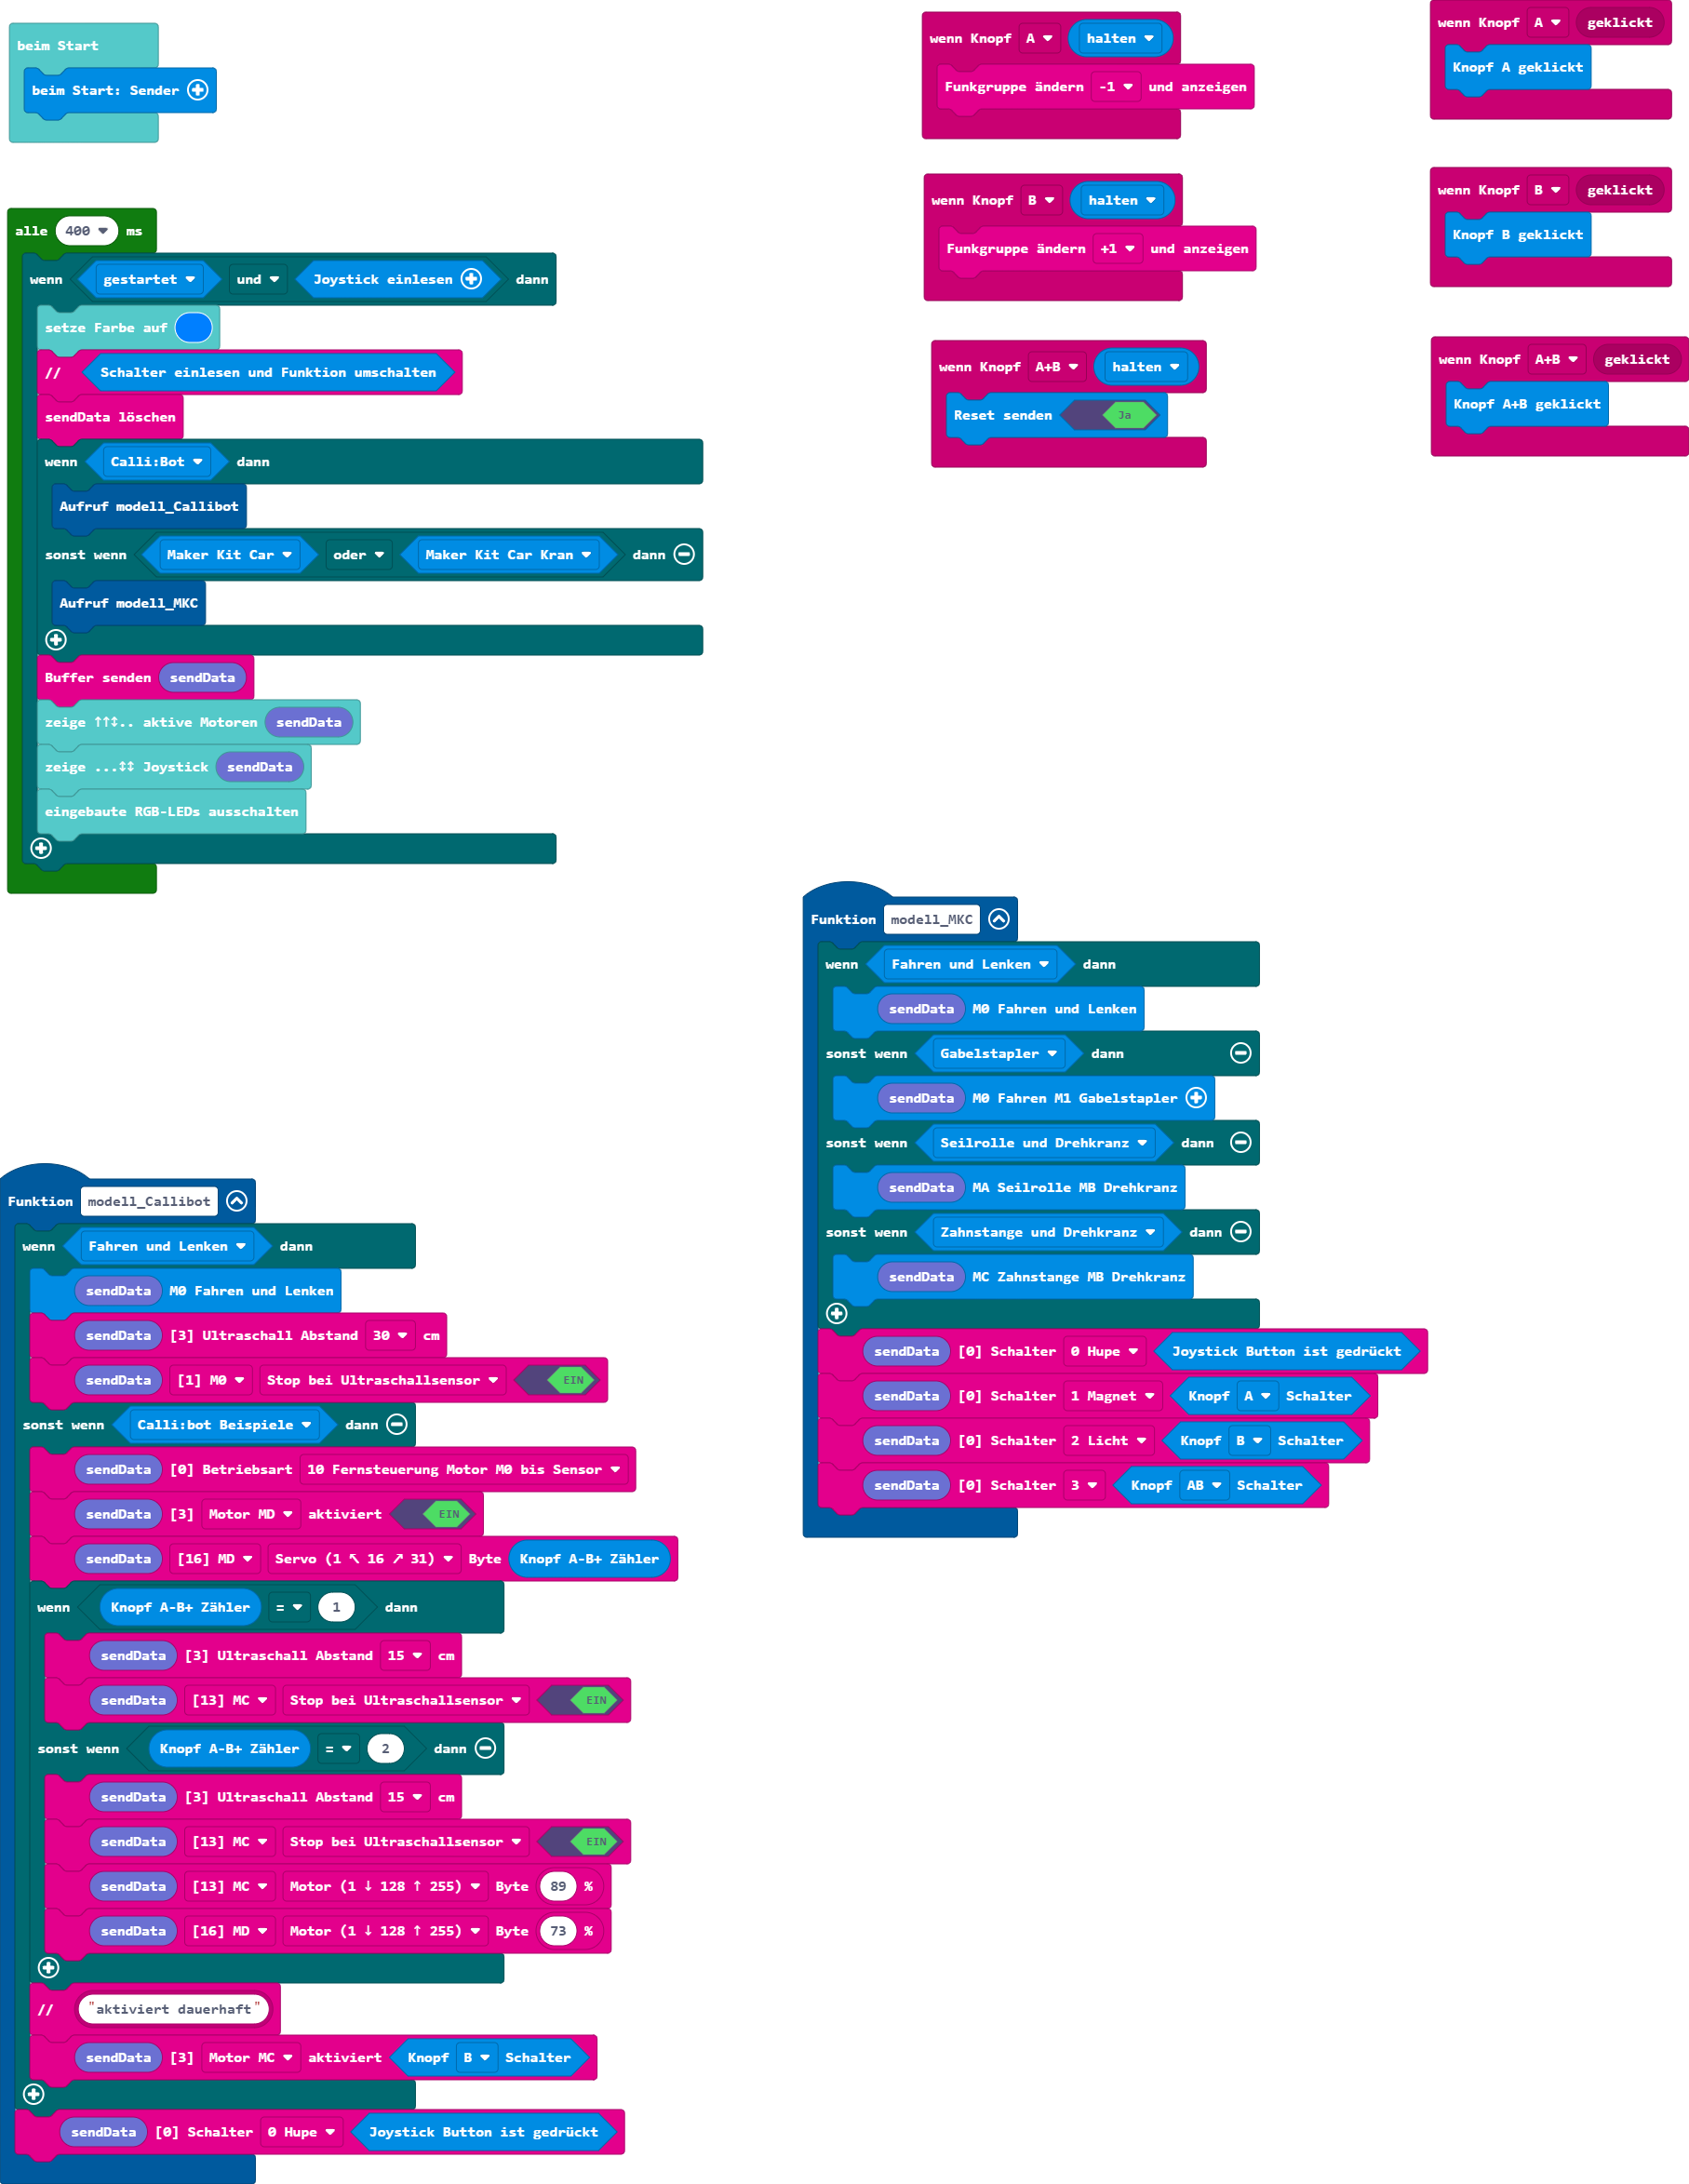 beim Start
beim Start: Sender
alle 400 ms
wenn gestartet und Joystick einlesen dann
setze Farbe auf
// Schalter einlesen und Funktion umschalten
sendData löschen
wenn Calli:Bot dann
Aufruf modell_Callibot
sonst wenn Maker Kit Car oder Maker Kit Car Kran dann
Aufruf modell_MKC
Buffer senden sendData
zeige ↑↑↕.. aktive Motoren sendData
zeige ...↕↕ Joystick sendData
eingebaute RGB-LEDs ausschalten
wenn Knopf A halten
Funkgruppe ändern -1 und anzeigen
wenn Knopf B halten
Funkgruppe ändern +1 und anzeigen
wenn Knopf A+B halten
Reset senden Ja
wenn Knopf A geklickt
Knopf A geklickt
wenn Knopf B geklickt
Knopf B geklickt
wenn Knopf A+B geklickt
Knopf A+B geklickt
Funktion modell_MKC
wenn Fahren und Lenken dann
sendData M0 Fahren und Lenken
sonst wenn Gabelstapler dann
sendData M0 Fahren M1 Gabelstapler
sonst wenn Seilrolle und Drehkranz dann
sendData MA Seilrolle MB Drehkranz
sonst wenn Zahnstange und Drehkranz dann
sendData MC Zahnstange MB Drehkranz
sendData [0] Schalter 0 Hupe Joystick Button ist gedrückt
sendData [0] Schalter 1 Magnet Knopf A Schalter
sendData [0] Schalter 2 Licht Knopf B Schalter
sendData [0] Schalter 3 Knopf AB Schalter
Funktion modell_Callibot
wenn Fahren und Lenken dann
sendData M0 Fahren und Lenken
sendData [3] Ultraschall Abstand 30 cm
sendData [1] M0 Stop bei Ultraschallsensor EIN
sonst wenn Calli:bot Beispiele dann
sendData [0] Betriebsart 10 Fernsteuerung Motor M0 bis Sensor
sendData [3] Motor MD aktiviert EIN
sendData [16] MD Servo (1 ↖ 16 ↗ 31) Byte Knopf A-B+ Zähler
wenn Knopf A-B+ Zähler = 1 dann
sendData [3] Ultraschall Abstand 15 cm
sendData [13] MC Stop bei Ultraschallsensor EIN
sonst wenn Knopf A-B+ Zähler = 2 dann
sendData [3] Ultraschall Abstand 15 cm
sendData [13] MC Stop bei Ultraschallsensor EIN
sendData [13] MC Motor (1 ↓ 128 ↑ 255) Byte 89 %
sendData [16] MD Motor (1 ↓ 128 ↑ 255) Byte 73 %
// "aktiviert dauerhaft"
sendData [3] Motor MC aktiviert Knopf B Schalter
sendData [0] Schalter 0 Hupe Joystick Button ist gedrückt